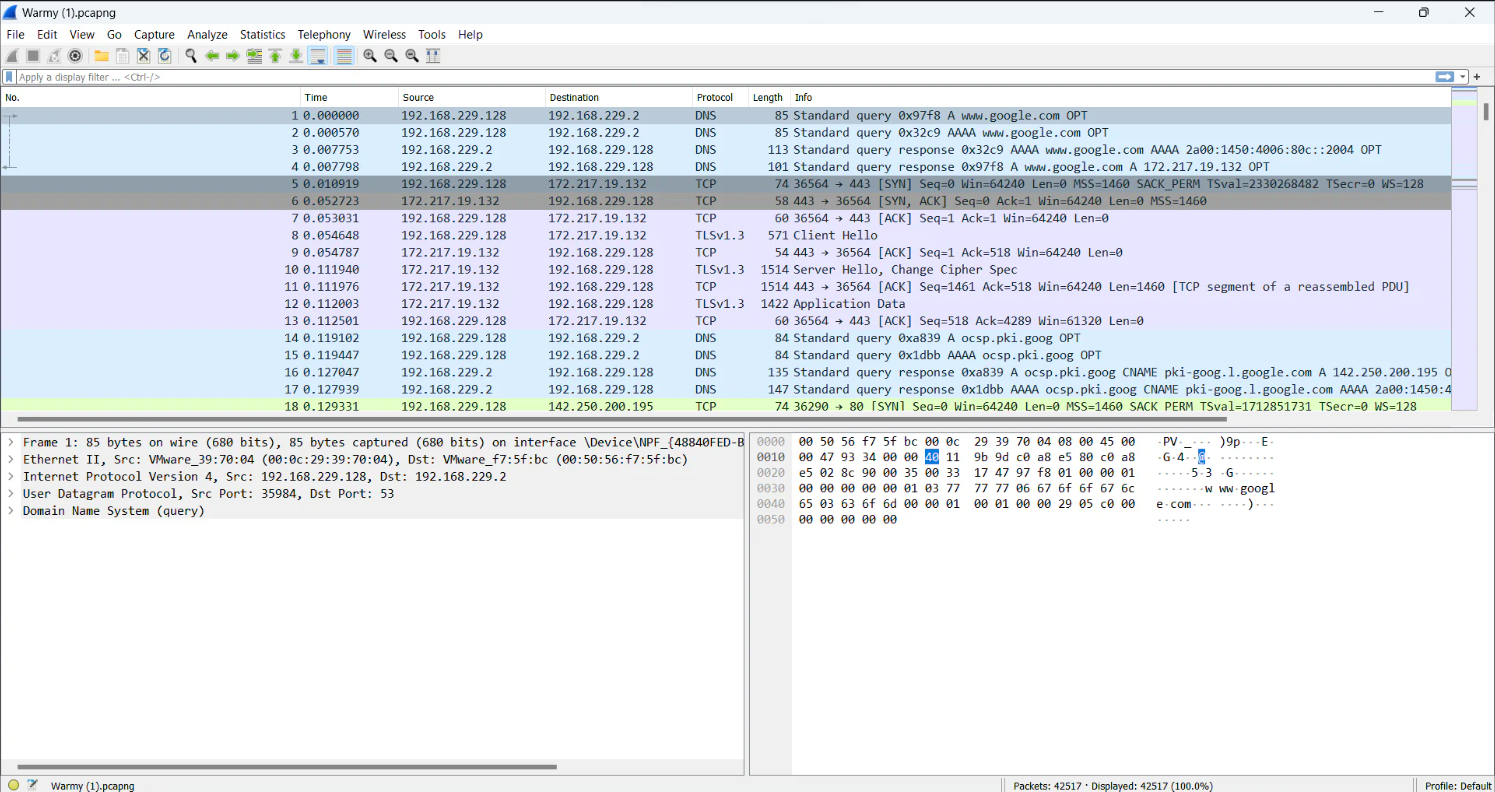 Warmy (1).pcapng
File Edit View Go Capture Analyze Statistics Telephony Wireless Tools Help
Apply a display filter ... <Ctrl-/>
No. Time Source Destination Protocol Length Info
1 0.000000 192.168.229.128 192.168.229.2 DNS 85 Standard query 0x97f8 A www.google.com OPT
2 0.000570 192.168.229.128 192.168.229.2 DNS 85 Standard query 0x32c9 AAAA www.google.com OPT
3 0.007753 192.168.229.2 192.168.229.128 DNS 113 Standard query response 0x32c9 AAAA www.google.com AAAA 2a00:1450:4006:80c::2004 OPT
4 0.007798 192.168.229.2 192.168.229.128 DNS 101 Standard query response 0x97f8 A www.google.com A 172.217.19.132 OPT
5 0.010919 192.168.229.128 172.217.19.132 TCP 74 36564 → 443 [SYN] Seq=0 Win=64240 Len=0 MSS=1460 SACK_PERM TSval=2330268482 TSecr=0 WS=128
6 0.052723 172.217.19.132 192.168.229.128 TCP 58 443 → 36564 [SYN, ACK] Seq=0 Ack=1 Win=64240 Len=0 MSS=1460
7 0.053031 192.168.229.128 172.217.19.132 TCP 60 36564 → 443 [ACK] Seq=1 Ack=1 Win=64240 Len=0
8 0.054648 192.168.229.128 172.217.19.132 TLSv1.3 571 Client Hello
9 0.054787 172.217.19.132 192.168.229.128 TCP 54 443 → 36564 [ACK] Seq=1 Ack=518 Win=64240 Len=0
10 0.111940 172.217.19.132 192.168.229.128 TLSv1.3 1514 Server Hello, Change Cipher Spec
11 0.111976 172.217.19.132 192.168.229.128 TCP 1514 443 → 36564 [ACK] Seq=1461 Ack=518 Win=64240 Len=1460 [TCP segment of a reassembled PDU]
12 0.112003 172.217.19.132 192.168.229.128 TLSv1.3 1422 Application Data
13 0.112501 192.168.229.128 172.217.19.132 TCP 60 36564 → 443 [ACK] Seq=518 Ack=4289 Win=61320 Len=0
14 0.119102 192.168.229.128 192.168.229.2 DNS 84 Standard query 0xa839 A ocsp.pki.goog OPT
15 0.119447 192.168.229.128 192.168.229.2 DNS 84 Standard query 0x1dbb AAAA ocsp.pki.goog OPT
16 0.127047 192.168.229.2 192.168.229.128 DNS 135 Standard query response 0xa839 A ocsp.pki.goog CNAME pki-goog.l.google.com A 142.250.200.195 O
17 0.127939 192.168.229.2 192.168.229.128 DNS 147 Standard query response 0x1dbb AAAA ocsp.pki.goog CNAME pki-goog.l.google.com AAAA 2a00:1450:4
18 0.129331 192.168.229.128 142.250.200.195 TCP 74 36290 → 80 [SYN] Seq=0 Win=64240 Len=0 MSS=1460 SACK_PERM TSval=1712851731 TSecr=0 WS=128
Frame 1: 85 bytes on wire (680 bits), 85 bytes captured (680 bits) on interface \Device\NPF_{48840FED-B
Ethernet II, Src: VMware_39:70:04 (00:0c:29:39:70:04), Dst: VMware_f7:5f:bc (00:50:56:f7:5f:bc)
Internet Protocol Version 4, Src: 192.168.229.128, Dst: 192.168.229.2
User Datagram Protocol, Src Port: 35984, Dst Port: 53
Domain Name System (query)
0000 00 50 56 f7 5f bc 00 0c 29 39 70 04 08 00 45 00 ·PV·_··· )9p···E·
0010 00 47 93 34 00 00 40 11 9b 9d c0 a8 e5 80 c0 a8 ·G·4··@· ········
0020 e5 02 8c 90 00 35 00 33 17 47 97 f8 01 00 00 01 ·····5·3 ·G······
0030 00 00 00 00 00 01 03 77 77 77 06 67 6f 6f 67 6c ·······w ww·googl
0040 65 03 63 6f 6d 00 00 01 00 01 00 00 29 05 c0 00 e·com··· ····)···
0050 00 00 00 00 00 ·····
Warmy (1).pcapng
Packets: 42517 · Displayed: 42517 (100.0%)
Profile: Default